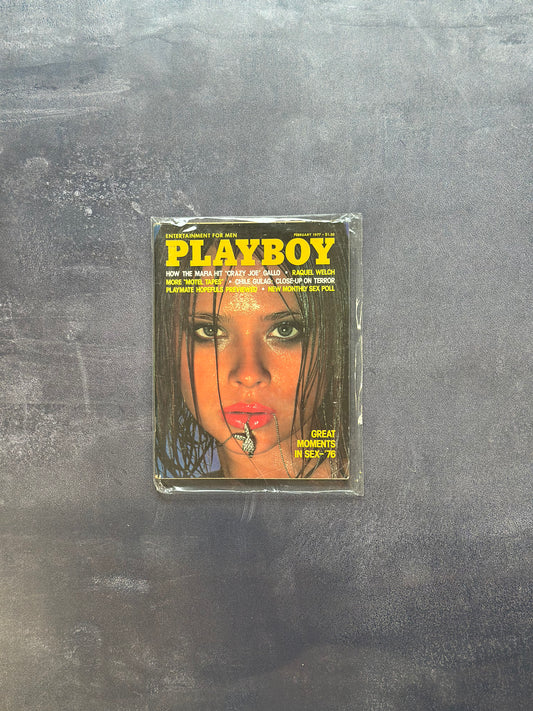 ENTERTAINMENT FOR MEN FEBRUARY 1977 • $1.50
PLAYBOY
HOW THE MAFIA HIT "CRAZY JOE" GALLO • RAQUEL WELCH
MORE "MOTEL TAPES" • CHILE GULAG: CLOSE-UP ON TERROR
PLAYMATE HOPEFULS PREVIEWED • NEW MONTHLY SEX POLL
GREAT
MOMENTS
IN SEX–'76